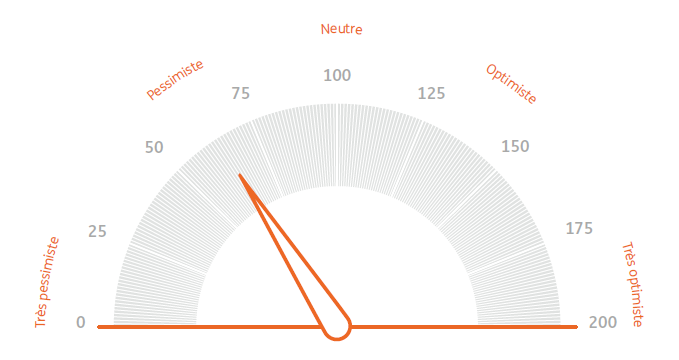 Neutre
Pessimiste
Optimiste
100
75
125
50
150
25
175
Très pessimiste
Très optimiste
0
200